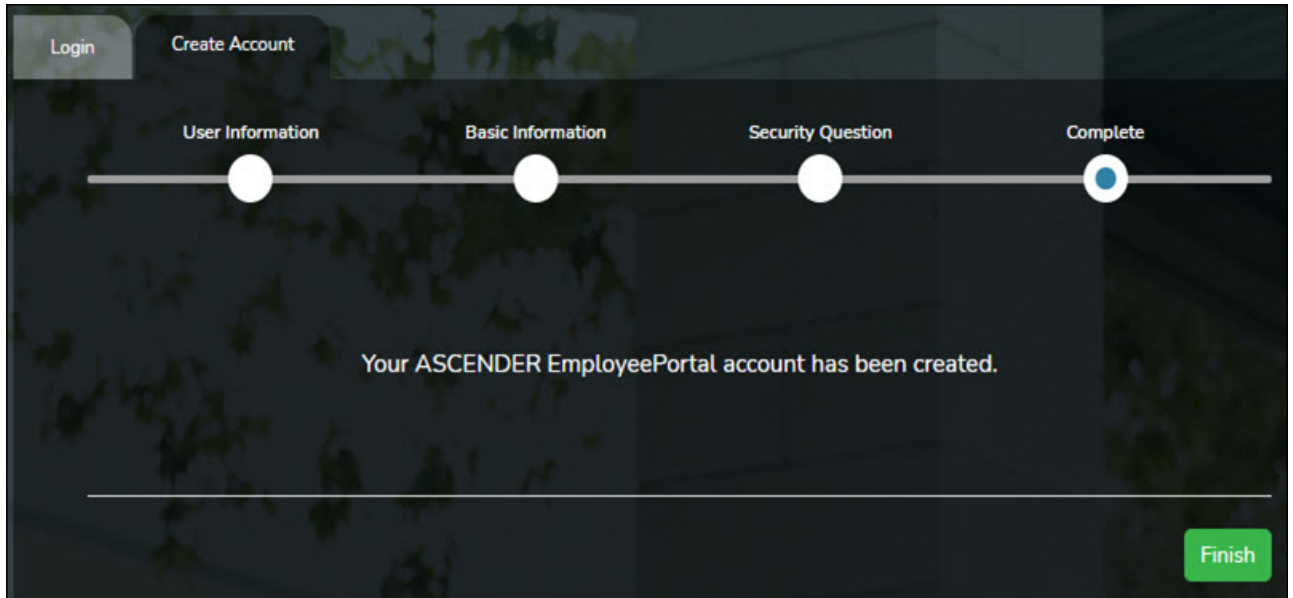 Login
Create Account
User Information
Basic Information
Security Question
Complete
Your ASCENDER EmployeePortal account has been created.
Finish